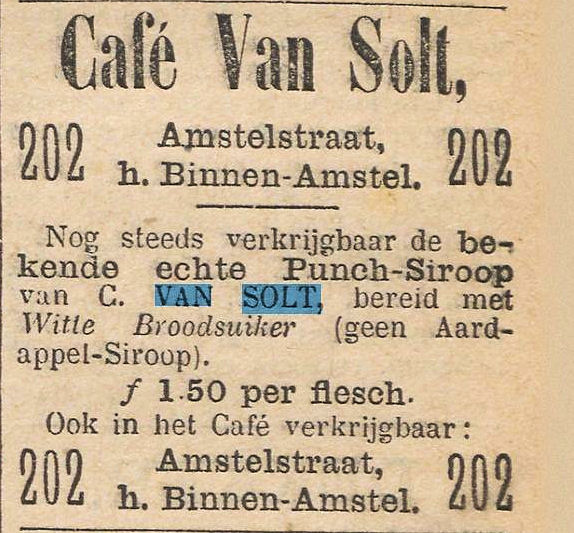 Café Van Solt,
202 Amstelstraat, 202
h. Binnen-Amstel.
Nog steeds verkrijgbaar de be-
kende echte Punch-Siroop
van C. VAN SOLT, bereid met
Witte Broodsuiker (geen Aard-
appel-Siroop).
ƒ 1.50 per flesch.
Ook in het Café verkrijgbaar:
202 Amstelstraat, 202
h. Binnen-Amstel.